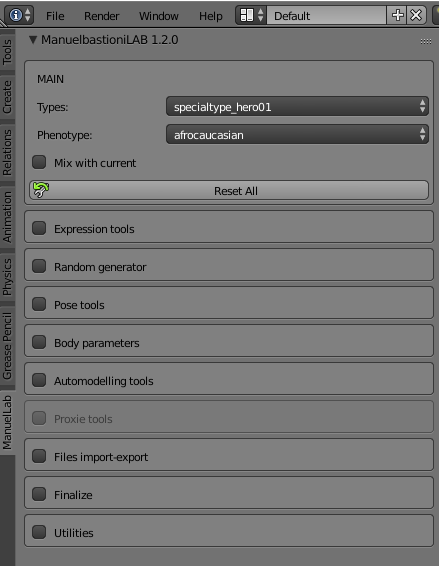 File Render Window Help Default
ManuelbastioniLAB 1.2.0
MAIN
Types: specialtype_hero01
Phenotype: afrocaucasian
Mix with current
Reset All
Expression tools
Random generator
Pose tools
Body parameters
Automodelling tools
Proxie tools
Files import-export
Finalize
Utilities
Tools
Create
Relations
Animation
Physics
Grease Pencil
ManuelLab